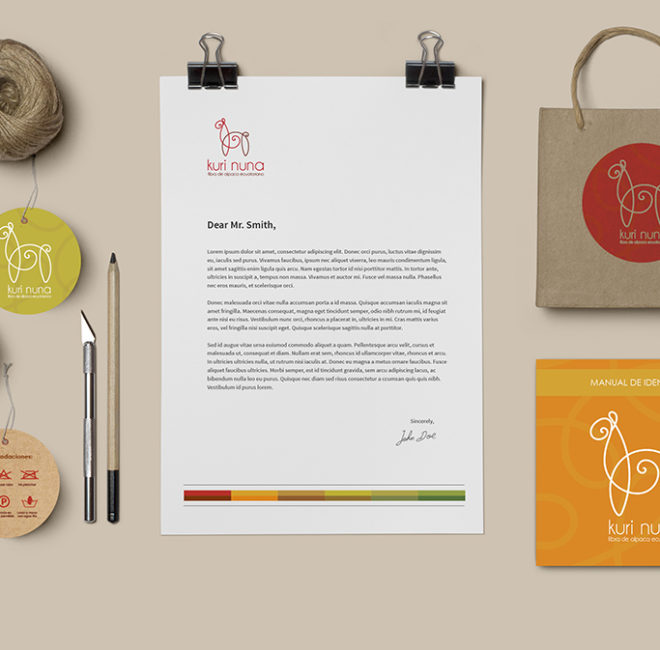 kuri nuna
fibra de alpaca ecuatoriana
Dear Mr. Smith,
Lorem ipsum dolor sit amet, consectetur adipiscing elit. Donec orci purus, luctus vitae dignissim
eu, iaculis sed purus. Vivamus faucibus, ipsum nec aliquet viverra, leo mauris condimentum ligula,
sit amet sagittis enim ligula quis arcu. Nam egestas tortor id nisi porttitor mattis. In tortor ante,
ultricies in suscipit a, tempus non massa. Vivamus et auctor mi. Fusce vel massa nulla. Phasellus
nec eros mauris, et scelerisque orci.
Donec malesuada orci vitae nulla accumsan porta a id massa. Quisque accumsan iaculis magna sit
amet fringilla. Maecenas consequat, magna eget tincidunt semper, odio nibh rutrum mi, id feugiat
ante nisi eu risus. Vestibulum nunc orci, rhoncus a placerat in, ultricies in mi. Cras mattis varius
eros, vel fringilla nisi suscipit eget. Quisque scelerisque sagittis nulla at porttitor.
Sed id augue vitae urna euismod commodo aliquet a quam. Pellentesque arcu velit, cursus et
malesuada ut, consequat et diam. Nullam erat sem, rhoncus id ullamcorper vitae, rhoncus et arcu.
In ultricies ultricies nulla, ut rutrum nisi iaculis at. Donec eu magna a metus ornare faucibus. Fusce
aliquet faucibus ultricies. Morbi semper, est id tincidunt gravida, sem arcu adipiscing lacus, ac
bibendum nulla leo eu purus. Quisque nec diam sed risus consectetur a cumsan quis quis nibh.
Vestibulum id purus lorem.
Sincerely,
John Doe
kuri nuna
fibra de alpaca ecuatoriana
daciones:
kuri nuna
fibra de alpaca ecuatoriana
MANUAL DE IDEN
kuri nu
fibra de alpaca ecua